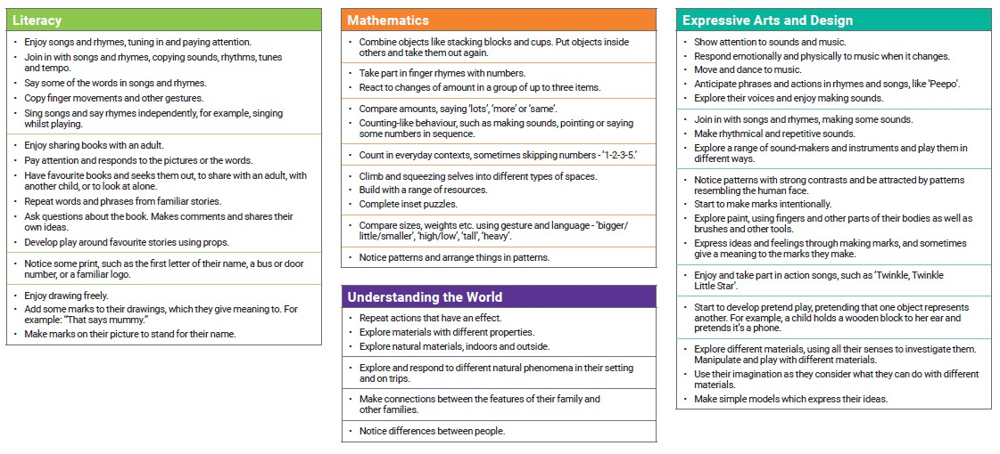 Literacy
• Enjoy songs and rhymes, tuning in and paying attention.
• Join in with songs and rhymes, copying sounds, rhythms, tunes
and tempo.
• Say some of the words in songs and rhymes.
• Copy finger movements and other gestures.
• Sing songs and say rhymes independently, for example, singing
whilst playing.
• Enjoy sharing books with an adult.
• Pay attention and responds to the pictures or the words.
• Have favourite books and seeks them out, to share with an adult, with
another child, or to look at alone.
• Repeat words and phrases from familiar stories.
• Ask questions about the book. Makes comments and shares their
own ideas.
• Develop play around favourite stories using props.
• Notice some print, such as the first letter of their name, a bus or door
number, or a familiar logo.
• Enjoy drawing freely.
• Add some marks to their drawings, which they give meaning to. For
example: “That says mummy.”
• Make marks on their picture to stand for their name.
Mathematics
• Combine objects like stacking blocks and cups. Put objects inside
others and take them out again.
• Take part in finger rhymes with numbers.
• React to changes of amount in a group of up to three items.
• Compare amounts, saying ‘lots’, ‘more’ or ‘same’.
• Counting-like behaviour, such as making sounds, pointing or saying
some numbers in sequence.
• Count in everyday contexts, sometimes skipping numbers - ‘1-2-3-5.’
• Climb and squeezing selves into different types of spaces.
• Build with a range of resources.
• Complete inset puzzles.
• Compare sizes, weights etc. using gesture and language - ‘bigger/
little/smaller’, ‘high/low’, ‘tall’, ‘heavy’.
• Notice patterns and arrange things in patterns.
Understanding the World
• Repeat actions that have an effect.
• Explore materials with different properties.
• Explore natural materials, indoors and outside.
• Explore and respond to different natural phenomena in their setting
and on trips.
• Make connections between the features of their family and
other families.
• Notice differences between people.
Expressive Arts and Design
• Show attention to sounds and music.
• Respond emotionally and physically to music when it changes.
• Move and dance to music.
• Anticipate phrases and actions in rhymes and songs, like ‘Peepo’.
• Explore their voices and enjoy making sounds.
• Join in with songs and rhymes, making some sounds.
• Make rhythmical and repetitive sounds.
• Explore a range of sound-makers and instruments and play them in
different ways.
• Notice patterns with strong contrasts and be attracted by patterns
resembling the human face.
• Start to make marks intentionally.
• Explore paint, using fingers and other parts of their bodies as well as
brushes and other tools.
• Express ideas and feelings through making marks, and sometimes
give a meaning to the marks they make.
• Enjoy and take part in action songs, such as ‘Twinkle, Twinkle
Little Star’.
• Start to develop pretend play, pretending that one object represents
another. For example, a child holds a wooden block to her ear and
pretends it’s a phone.
• Explore different materials, using all their senses to investigate them.
Manipulate and play with different materials.
• Use their imagination as they consider what they can do with different
materials.
• Make simple models which express their ideas.